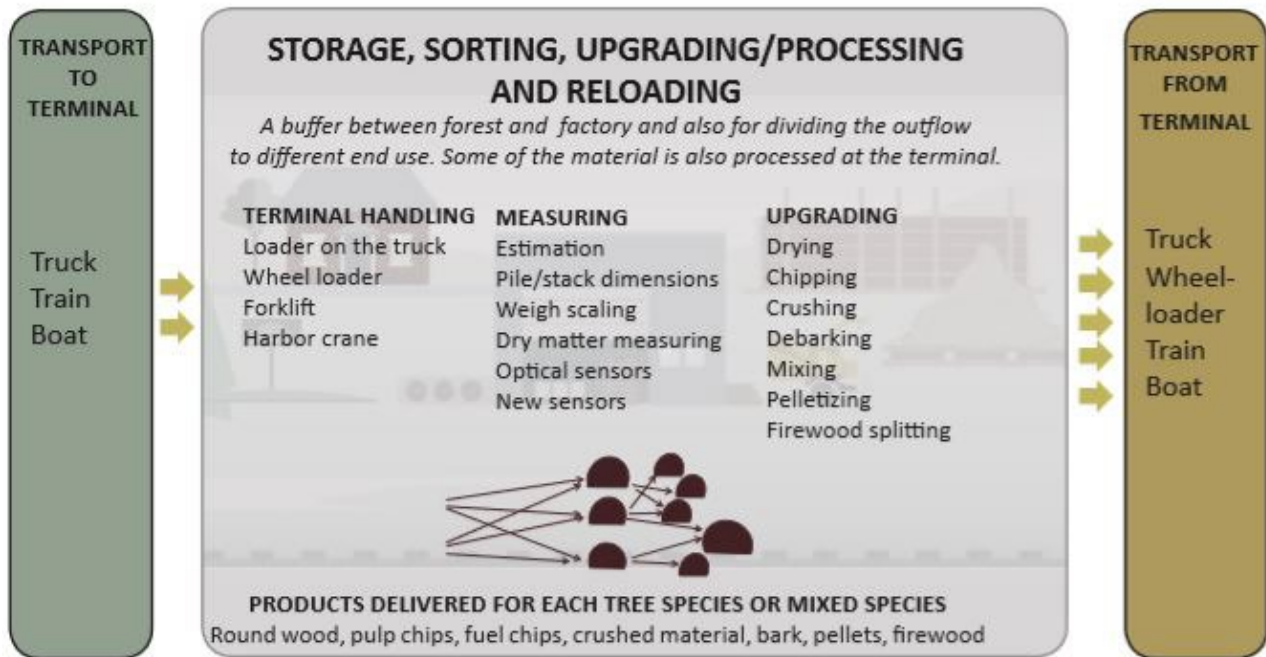 TRANSPORT
TO
TERMINAL
Truck
Train
Boat
STORAGE, SORTING, UPGRADING/PROCESSING
AND RELOADING
A buffer between forest and factory and also for dividing the outflow
to different end use. Some of the material is also processed at the terminal.
TERMINAL HANDLING
Loader on the truck
Wheel loader
Forklift
Harbor crane
MEASURING
Estimation
Pile/stack dimensions
Weigh scaling
Dry matter measuring
Optical sensors
New sensors
UPGRADING
Drying
Chipping
Crushing
Debarking
Mixing
Pelletizing
Firewood splitting
PRODUCTS DELIVERED FOR EACH TREE SPECIES OR MIXED SPECIES
Round wood, pulp chips, fuel chips, crushed material, bark, pellets, firewood
TRANSPORT
FROM
TERMINAL
Truck
Wheel-
loader
Train
Boat